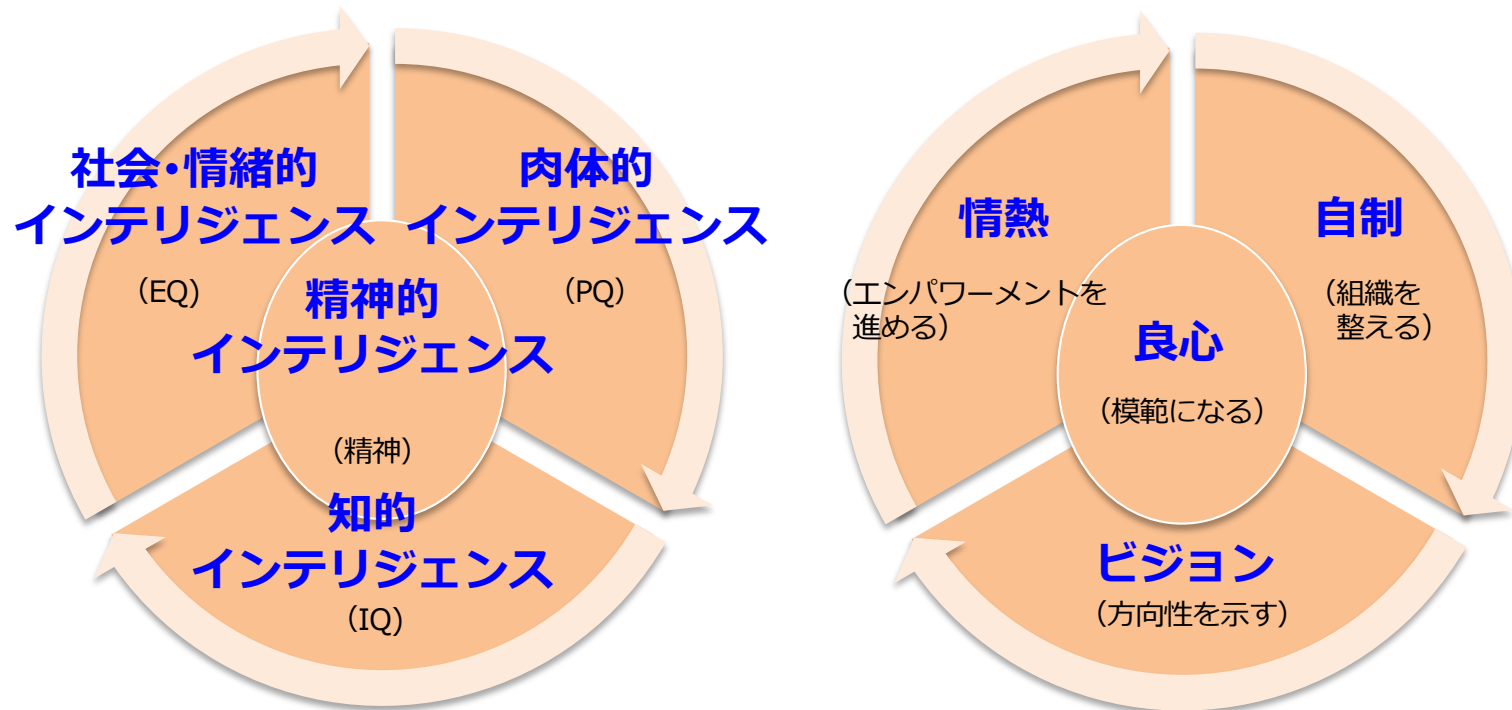 社会・情緒的
インテリジェンス
（EQ)
肉体的
インテリジェンス
（PQ）
精神的
インテリジェンス
（精神）
知的
インテリジェンス
（IQ)
情熱
（エンパワーメントを
進める）
自制
（組織を
整える）
良心
（模範になる）
ビジョン
（方向性を示す）